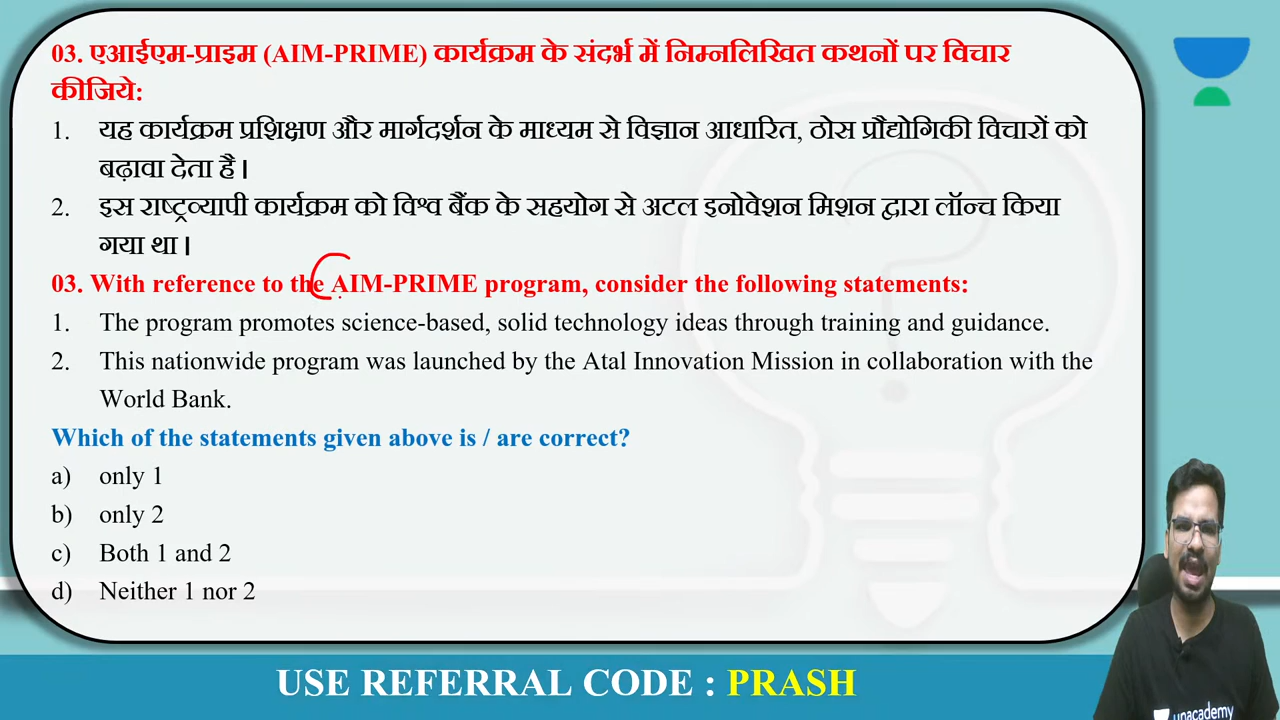 03. एआईएम-प्राइम (AIM-PRIME) कार्यक्रम के संदर्भ में निम्नलिखित कथनों पर विचार
कीजिये:
1. यह कार्यक्रम प्रशिक्षण और मार्गदर्शन के माध्यम से विज्ञान आधारित, ठोस प्रौद्योगिकी विचारों को
बढ़ावा देता है।
2. इस राष्ट्रव्यापी कार्यक्रम को विश्व बैंक के सहयोग से अटल इनोवेशन मिशन द्वारा लॉन्च किया
गया था।
03. With reference to the AIM-PRIME program, consider the following statements:
1. The program promotes science-based, solid technology ideas through training and guidance.
2. This nationwide program was launched by the Atal Innovation Mission in collaboration with the
World Bank.
Which of the statements given above is / are correct?
a) only 1
b) only 2
c) Both 1 and 2
d) Neither 1 nor 2
USE REFERRAL CODE : PRASH
unacademy